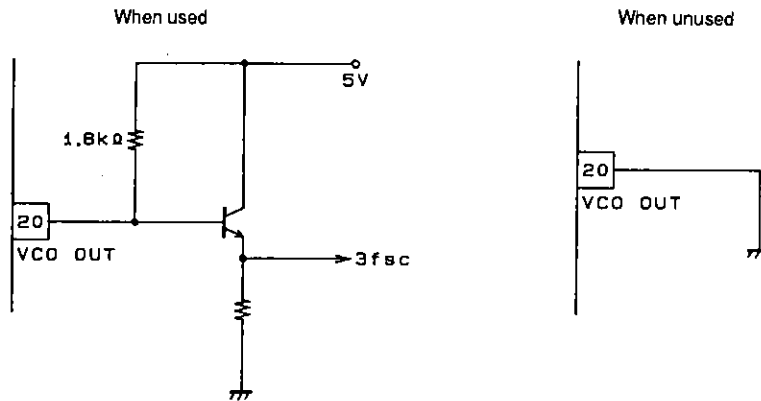 When used
When unused
5V
1.8kΩ
20
VCO OUT
3fsc
20
VCO OUT